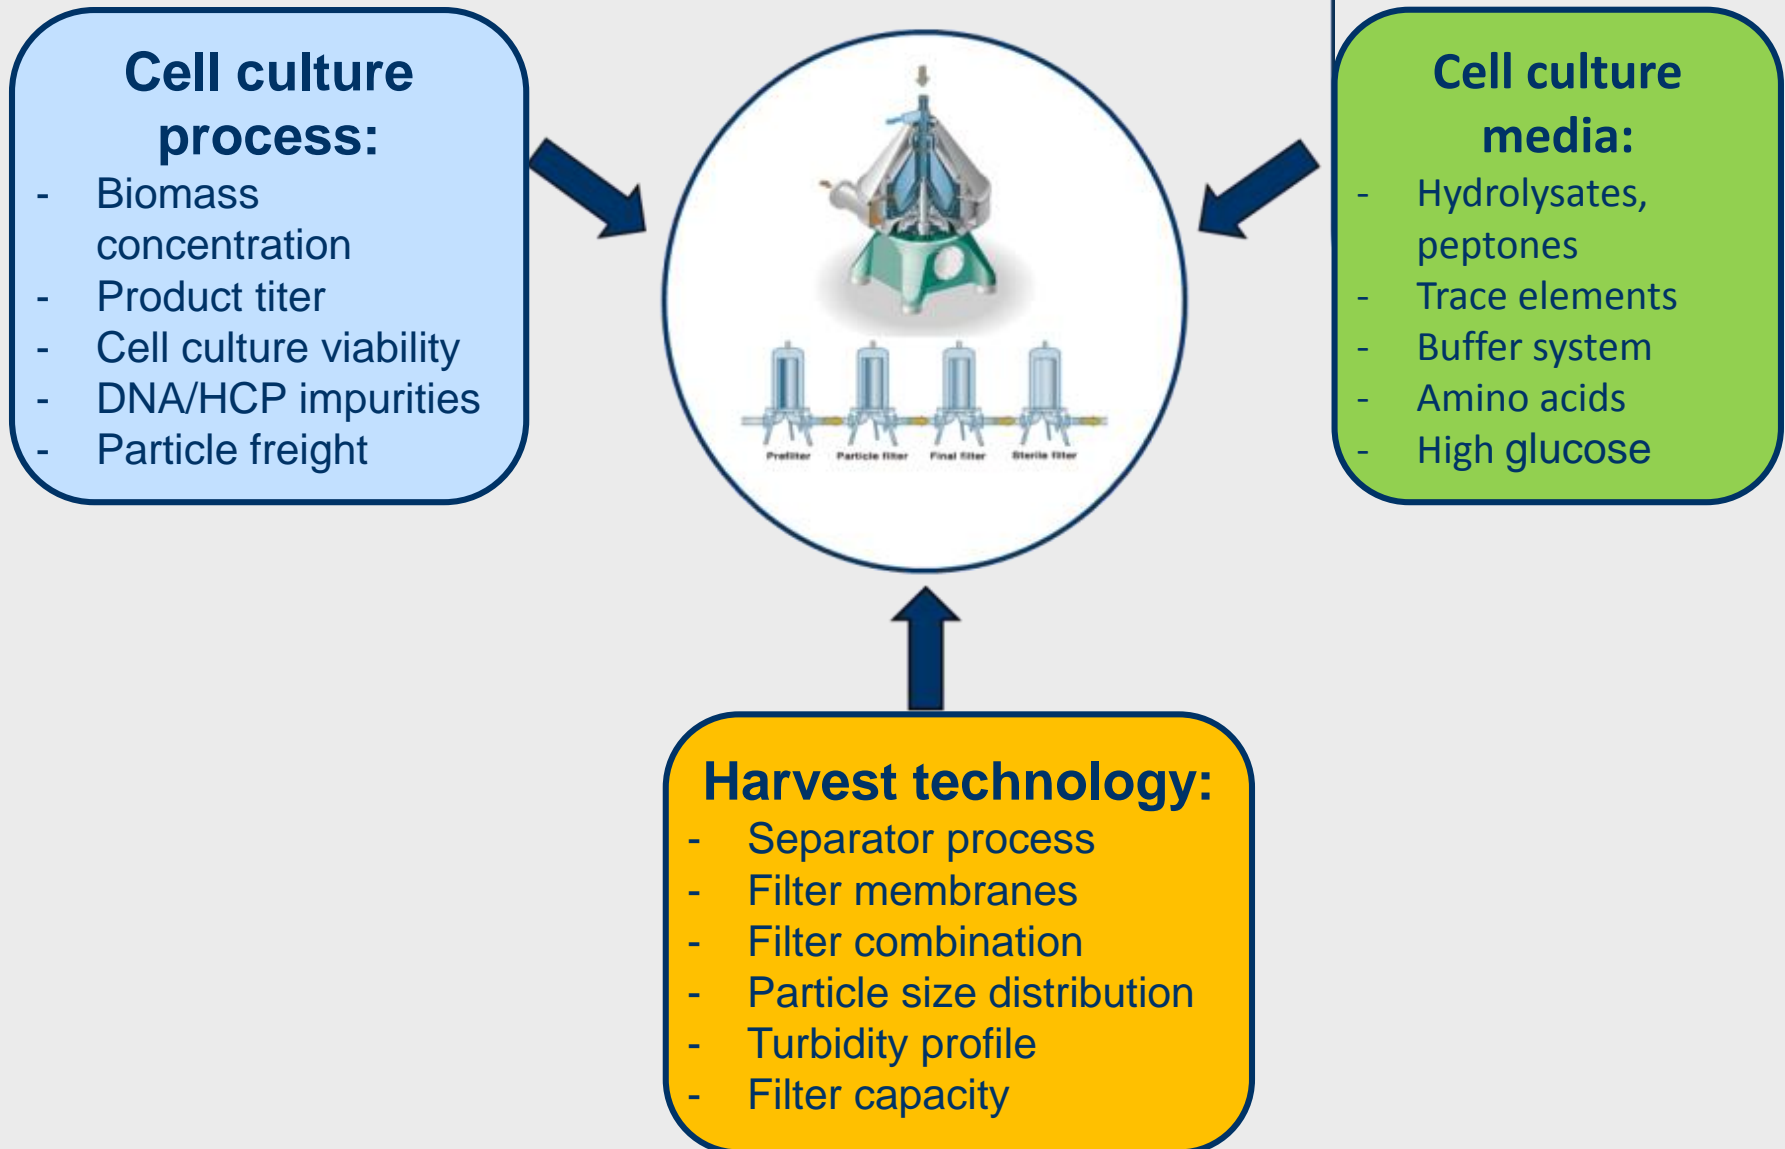 Cell culture
process:
- Biomass
concentration
- Product titer
- Cell culture viability
- DNA/HCP impurities
- Particle freight
Prefilter Particle filter Final filter Sterile filter
Cell culture
media:
- Hydrolysates,
peptones
- Trace elements
- Buffer system
- Amino acids
- High glucose
Harvest technology:
- Separator process
- Filter membranes
- Filter combination
- Particle size distribution
- Turbidity profile
- Filter capacity